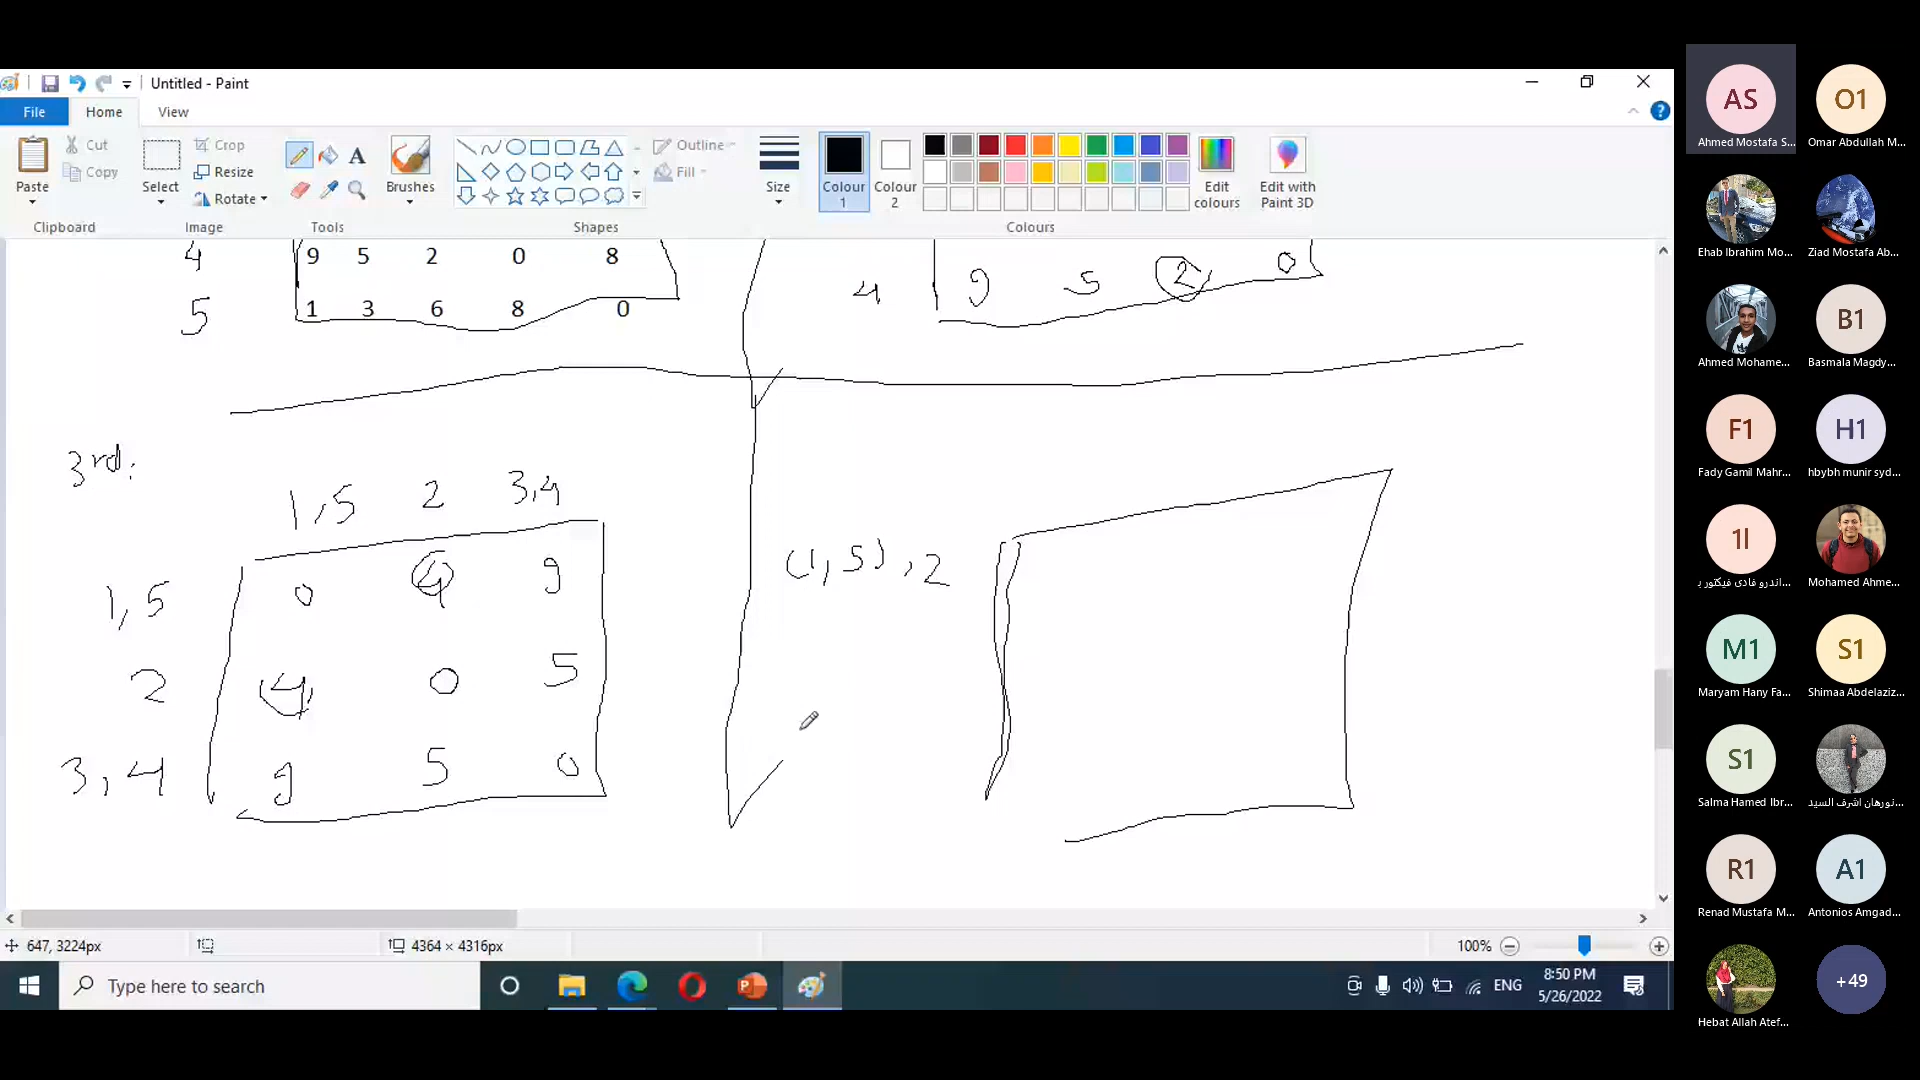 Untitled - Paint
File Home View
Paste
Cut
Copy
Clipboard
Select
Crop
Resize
Rotate
Image
A
Tools
Brushes
Outline
Fill
Shapes
Size
Colour 1
Colour 2
Edit colours
Edit with Paint 3D
Colours
4 9 5 2 0 8
5 1 3 6 8 0
4 9 5 2 0
3rd:
1,5 2 3,4
1,5 0 4 9
2 4 0 5
3,4 9 5 0
(1,5),2
647, 3224px
4364 × 4316px
100%
Type here to search
ENG
8:50 PM
5/26/2022
AS O1
Ahmed Mostafa S... Omar Abdullah M...
Ehab Ibrahim Mo... Ziad Mostafa Ab...
B1
Ahmed Mohame... Basmala Magdy...
F1 H1
Fady Gamil Mahr... hbybh munir syd...
1I
اندرو فادى فيكتور ب... Mohamed Ahme...
M1 S1
Maryam Hany Fa... Shimaa Abdelaziz...
S1
Salma Hamed Ibr... نورهان اشرف السيد...
R1 A1
Renad Mustafa M... Antonios Amgad...
+49
Hebat Allah Atef...